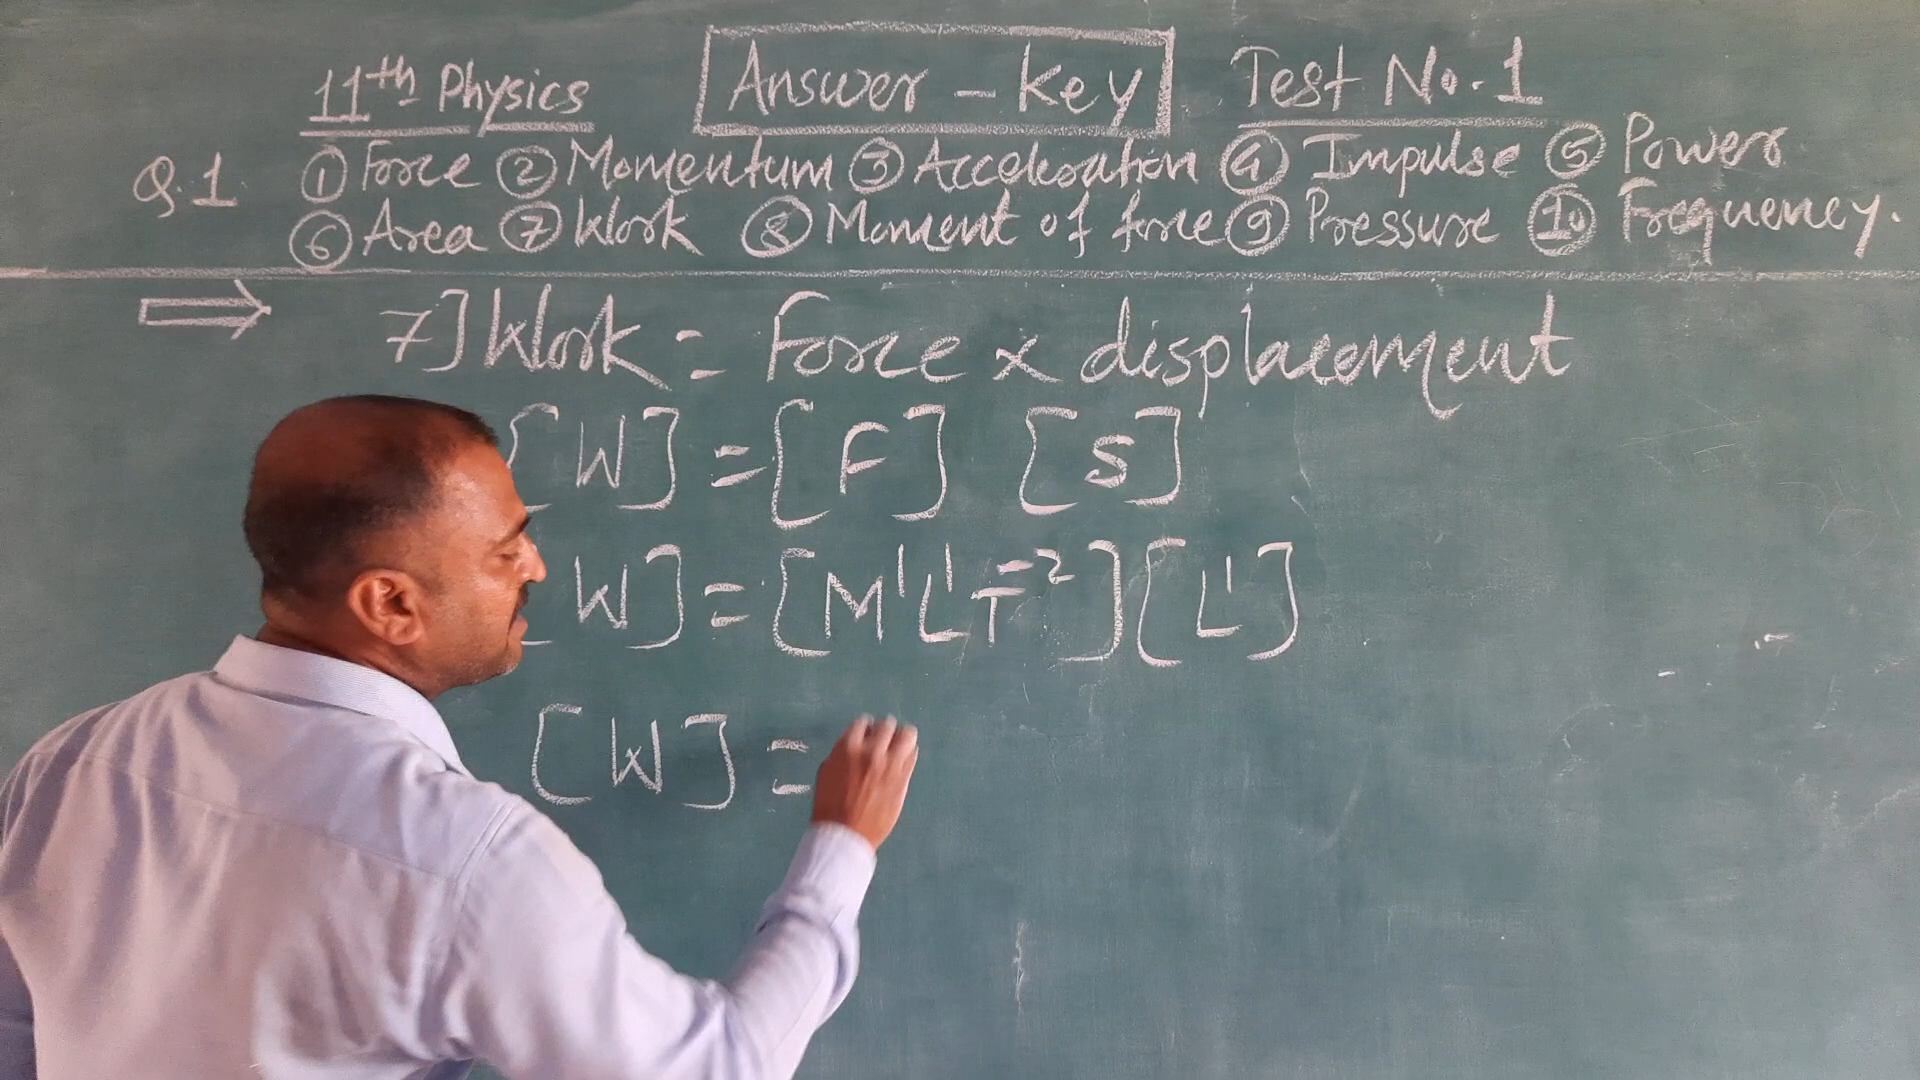 11th Physics Answer - Key Test No. 1
Q.1 ① Force ② Momentum ③ Acceleration ④ Impulse ⑤ Power
⑥ Area ⑦ Work ⑧ Moment of force ⑨ Pressure ⑩ Frequency.
⇒ 7] Work = Force × displacement
[W] = [F] [S]
[W] = [M¹L¹T⁻²][L¹]
[W] =